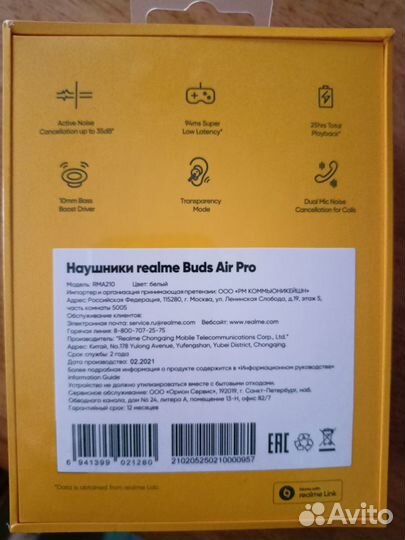 Active Noise
Cancellation up to 35dB*
94ms Super
Low Latency*
25hrs Total
Playback*
10mm Bass
Boost Driver
Transparency
Mode
Dual Mic Noise
Cancellation for Calls
Наушники realme Buds Air Pro
Модель: RMA210 Цвет: белый
Импортер и организация принимающая претензии: ООО «РМ КОММЬЮНИКЕЙШН»
Адрес: Российская Федерация, 115280, г. Москва, ул. Ленинская Слобода, д.19, этаж 5,
часть комнаты 5005
Обслуживание клиентов:
Электронная почта: service.ru@realme.com Вебсайт: www.realme.com
Горячая линия: 8-800-707-25-75
Производитель: "Realme Chongqing Mobile Telecommunications Corp., Ltd."
Адрес: Китай, No.178 Yulong Avenue, Yufengshan, Yubei District, Chongqing.
Срок службы: 2 года
Дата производства: 02.2021
Более подробная информация о продукте содержится в «Информационном руководстве»
Information Guide
Устройство не должно утилизироваться вместе с бытовыми отходами.
Сервисное обслуживание: ООО «Орион Сервис», 192019, г. Санкт-Петербург, наб.
Обводного канала, дом No 24, литера А, помещение 13-Н, офис 82/7
Гарантийный срок: 12 месяцев
6 941399 021280
210205250210000957
EAC
*Data is obtained from realme Lab.
Works with
realme Link
Avito